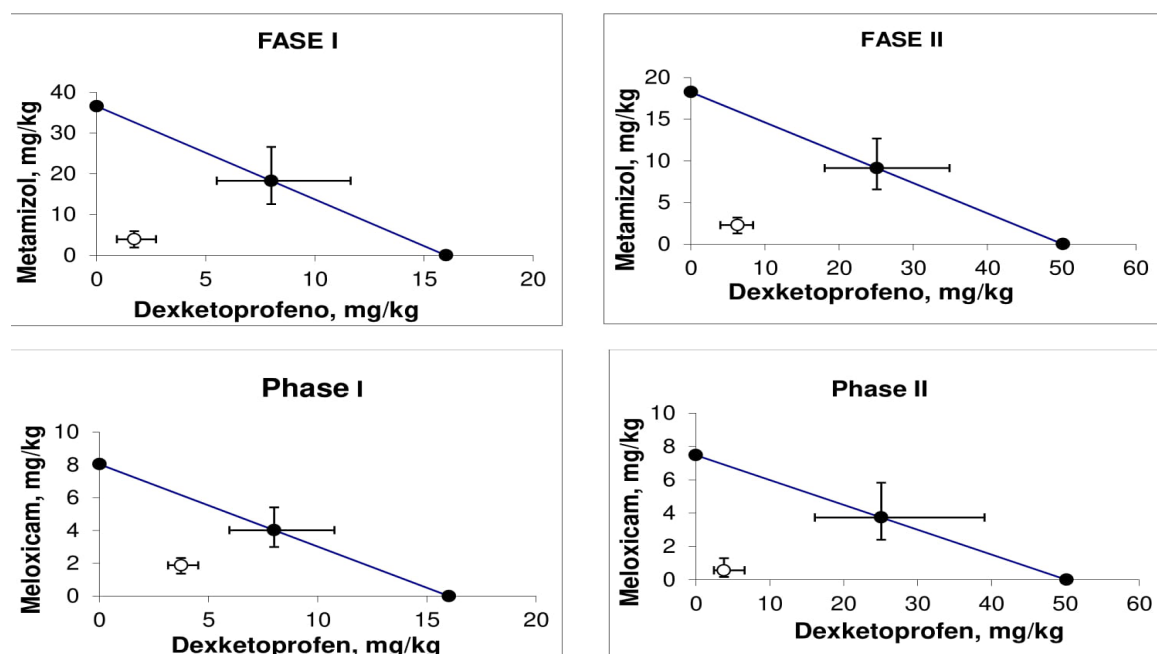 FASE I
Metamizol, mg/kg
40
30
20
10
0
0 5 10 15 20
Dexketoprofeno, mg/kg
FASE II
Metamizol, mg/kg
20
15
10
5
0
0 10 20 30 40 50 60
Dexketoprofeno, mg/kg
Phase I
Meloxicam, mg/kg
10
8
6
4
2
0
0 5 10 15 20
Dexketoprofen, mg/kg
Phase II
Meloxicam, mg/kg
10
8
6
4
2
0
0 10 20 30 40 50 60
Dexketoprofen, mg/kg